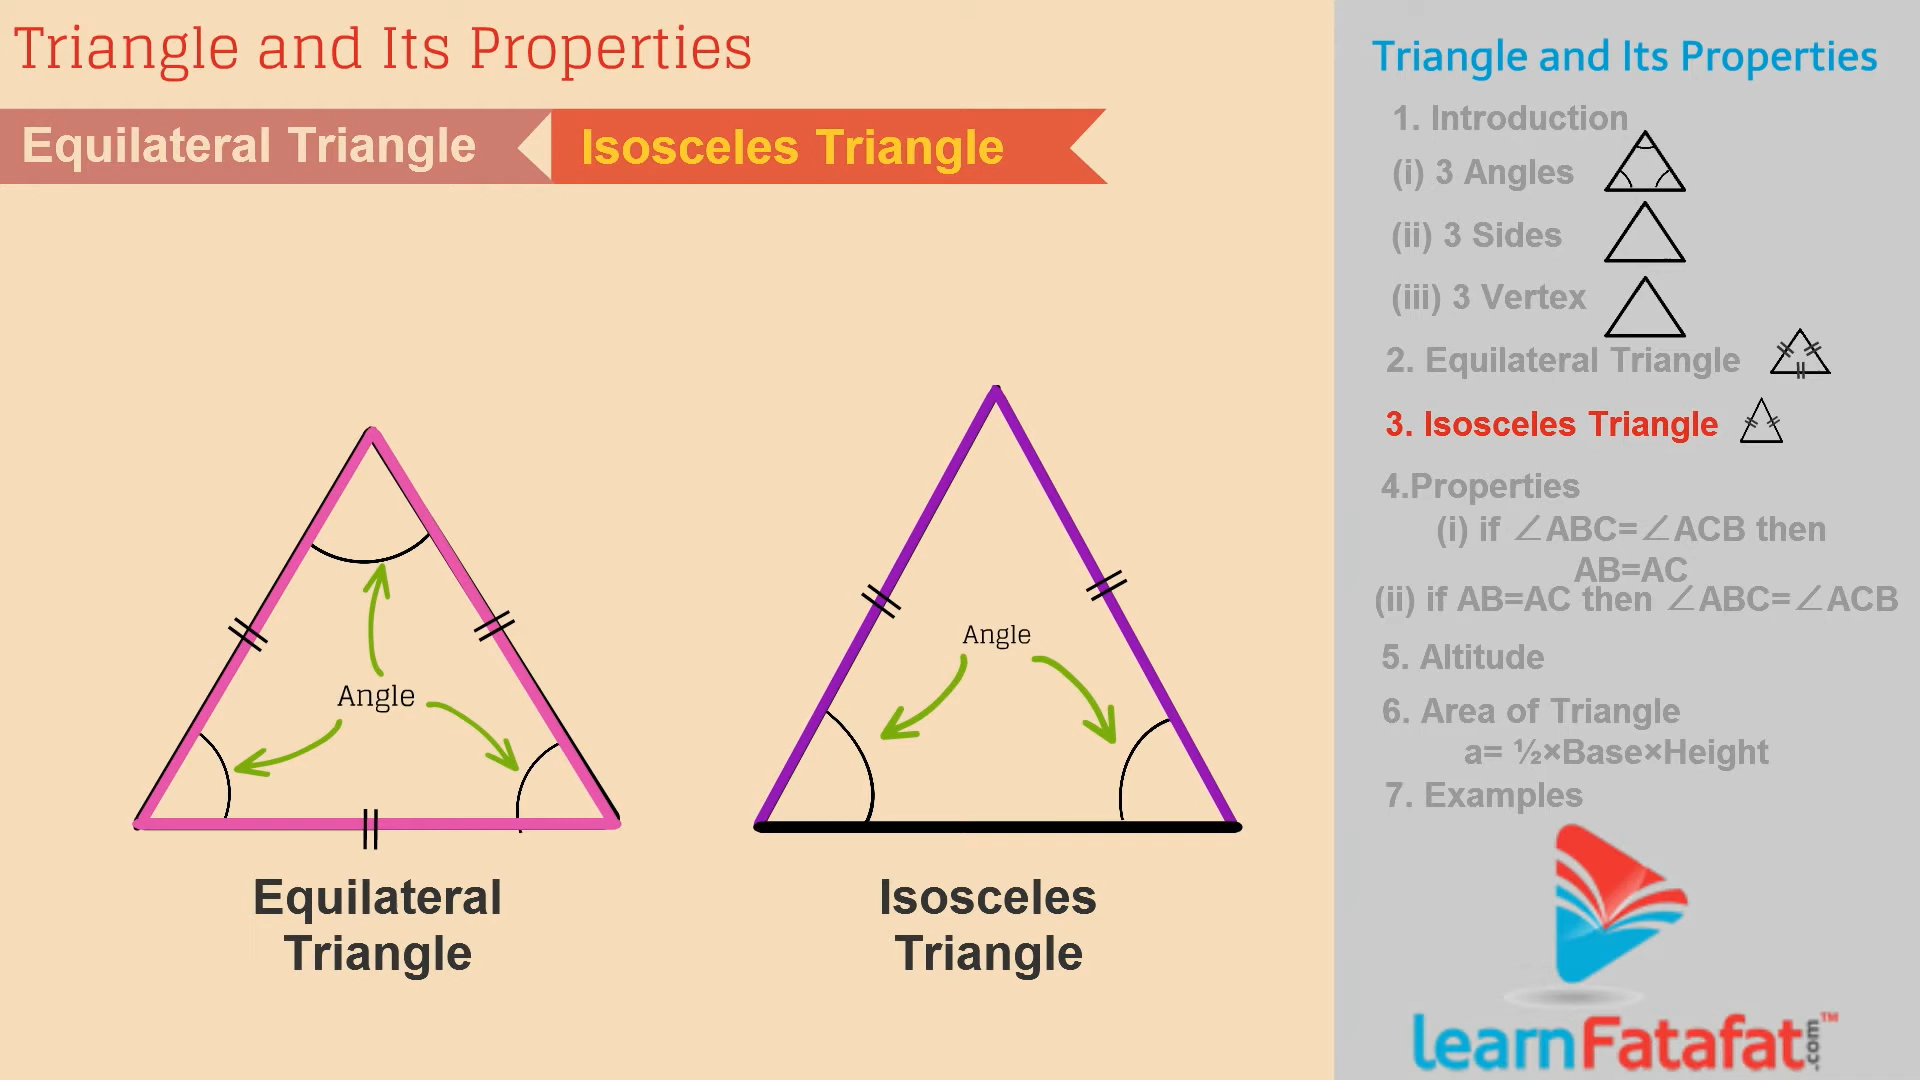 Triangle and Its Properties
Equilateral Triangle
Isosceles Triangle
Angle
Angle
Equilateral
Triangle
Isosceles
Triangle
Triangle and Its Properties
1. Introduction
(i) 3 Angles
(ii) 3 Sides
(iii) 3 Vertex
2. Equilateral Triangle
3. Isosceles Triangle
4.Properties
(i) if ∠ABC=∠ACB then
AB=AC
(ii) if AB=AC then ∠ABC=∠ACB
5. Altitude
6. Area of Triangle
a= ½×Base×Height
7. Examples
learnFatafat.com™